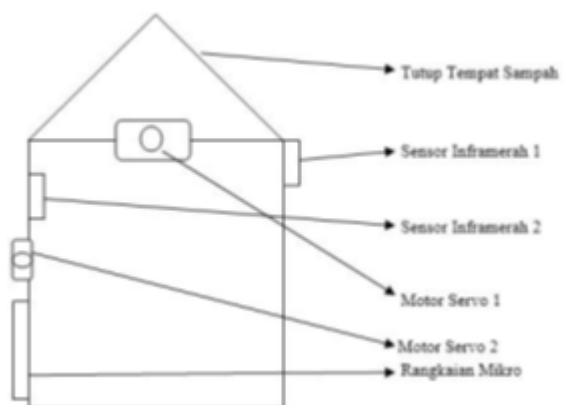 Tutup Tempat Sampah
Sensor Inframerah 1
Sensor Inframerah 2
Motor Servo 1
Motor Servo 2
Rangkaian Mikro